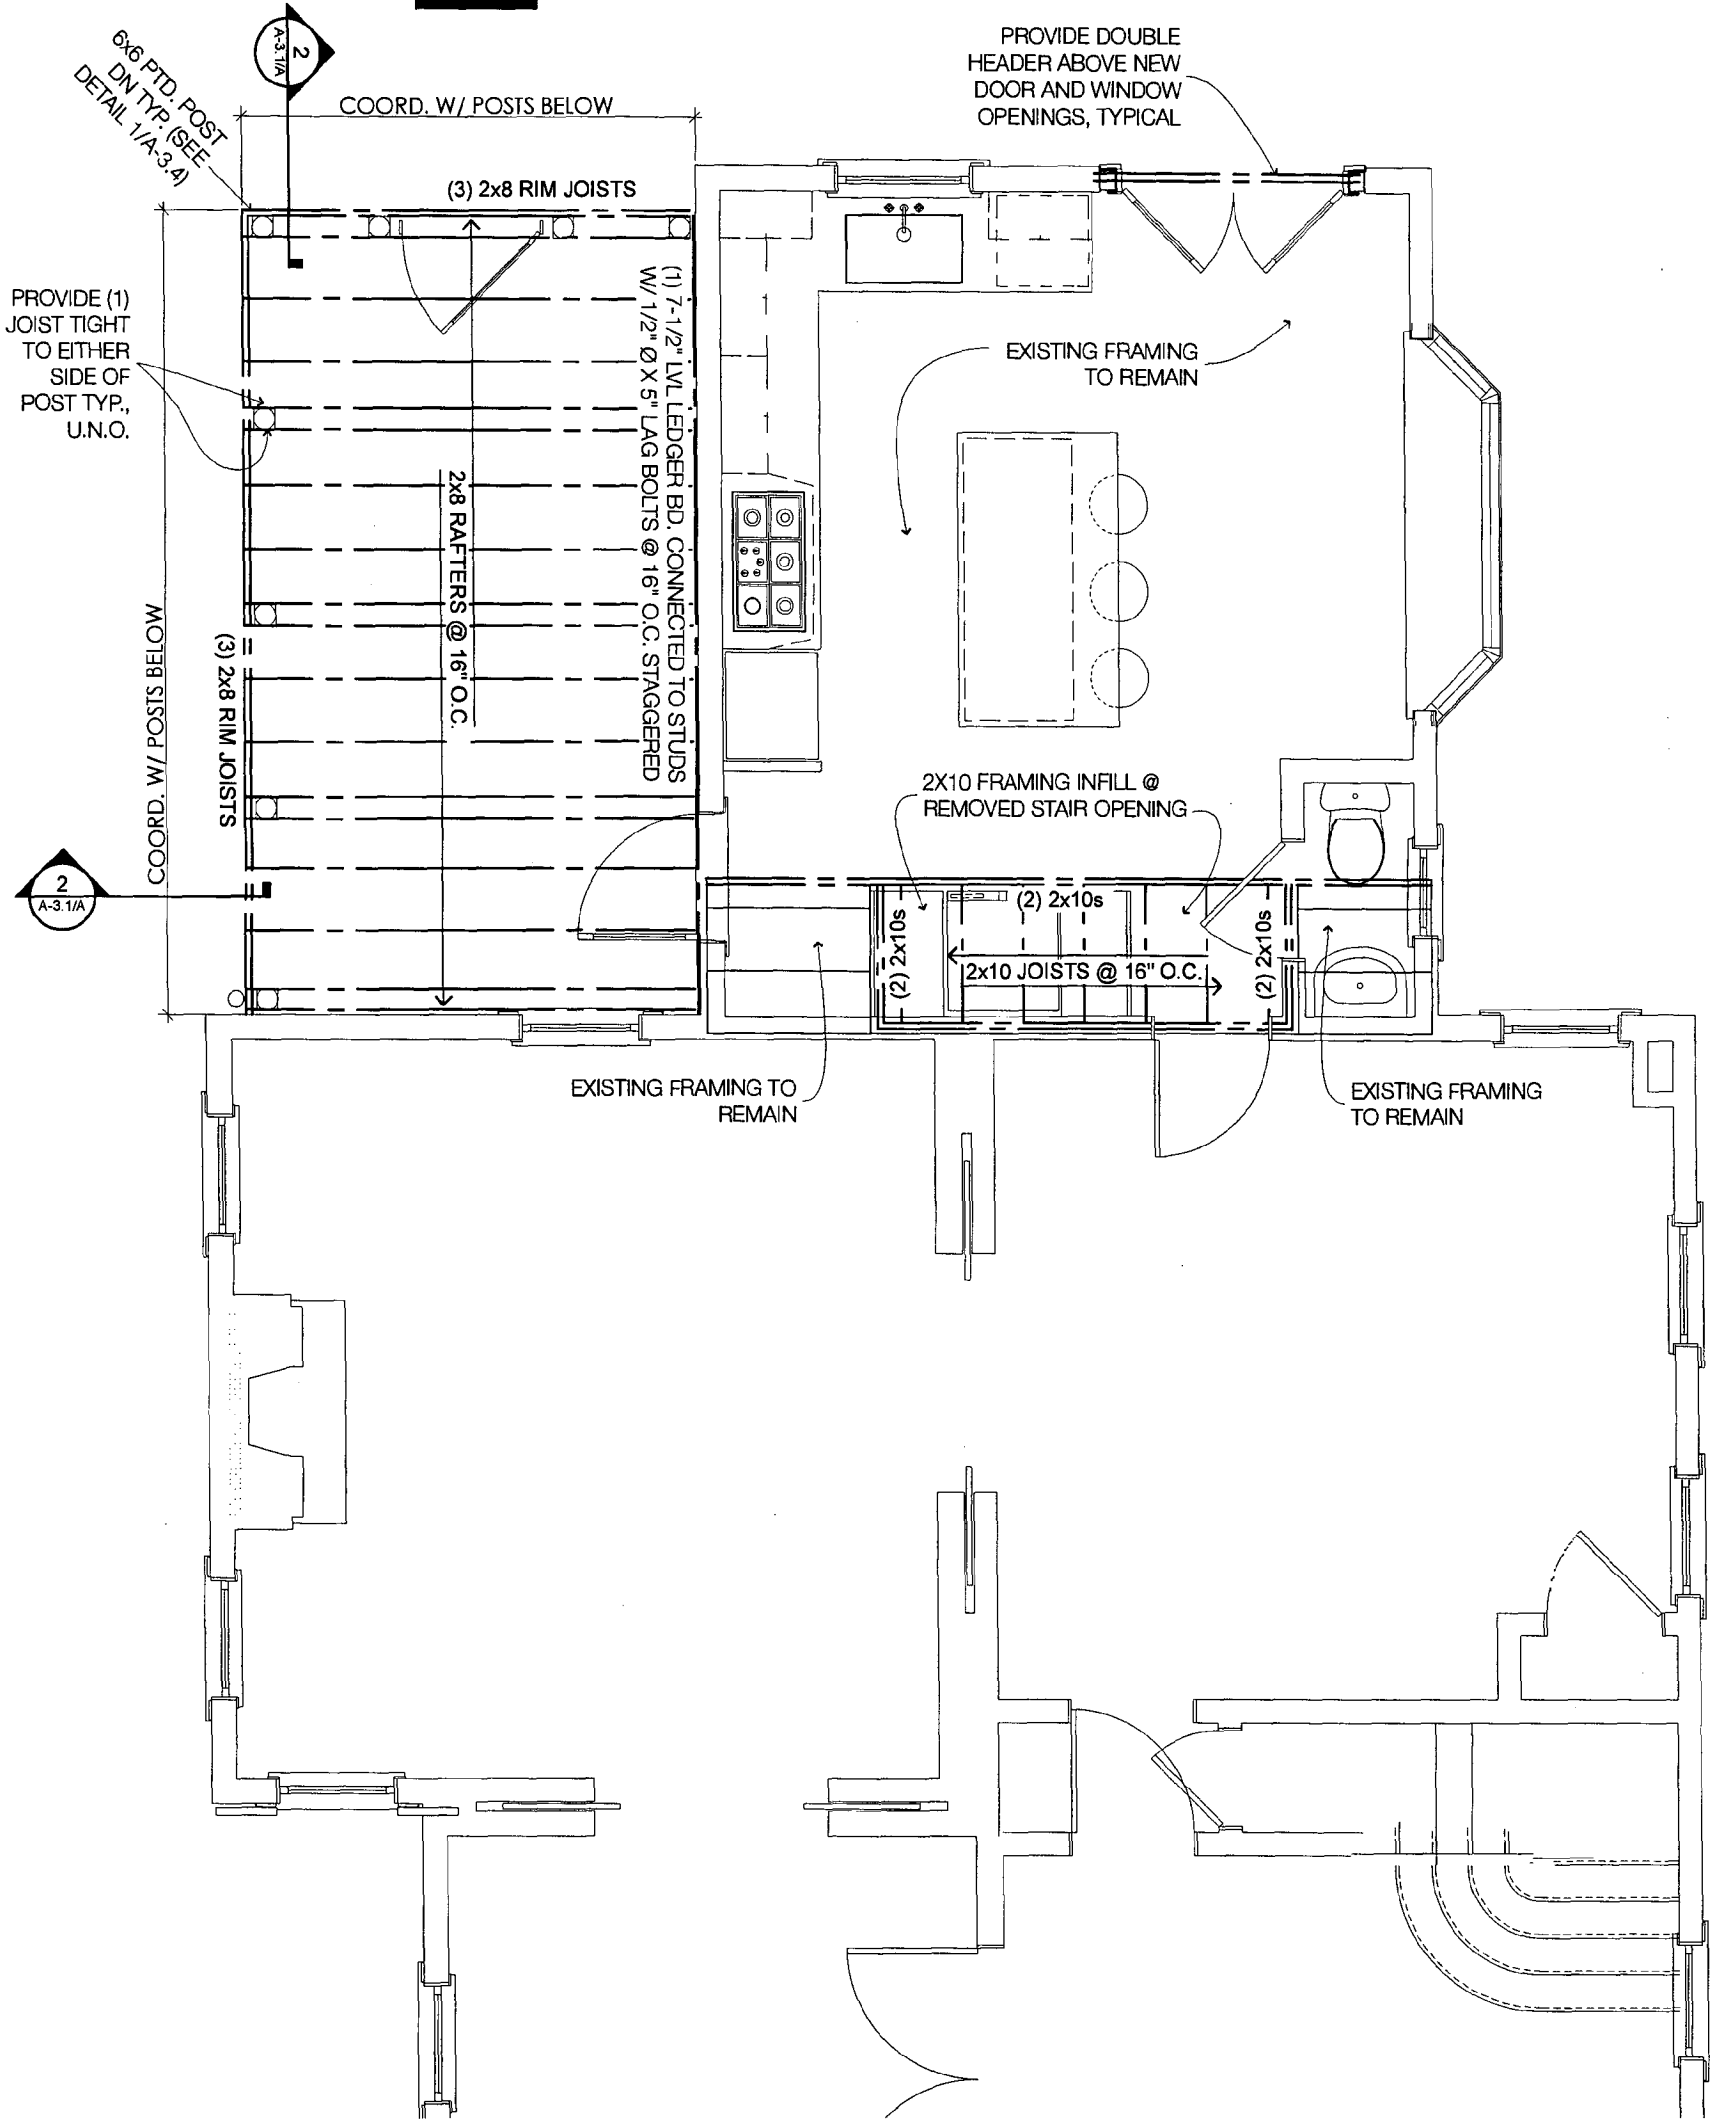 2
A-3.1/A
6x6 PTD. POST
DN TYP. (SEE
DETAIL 1/A-3.4)
COORD. W/ POSTS BELOW
PROVIDE DOUBLE
HEADER ABOVE NEW
DOOR AND WINDOW
OPENINGS, TYPICAL
(3) 2x8 RIM JOISTS
PROVIDE (1)
JOIST TIGHT
TO EITHER
SIDE OF
POST TYP.,
U.N.O.
(1) 7-1/2" LVL LEDGER BD. CONNECTED TO STUDS
W/ 1/2" Ø X 5" LAG BOLTS @ 16" O.C. STAGGERED
EXISTING FRAMING
TO REMAIN
2x8 RAFTERS @ 16" O.C.
COORD. W/ POSTS BELOW
(3) 2x8 RIM JOISTS
2X10 FRAMING INFILL @
REMOVED STAIR OPENING
2
A-3.1/A
(2) 2x10s
(2) 2x10s
(2) 2x10s
2x10 JOISTS @ 16" O.C.
EXISTING FRAMING TO
REMAIN
EXISTING FRAMING
TO REMAIN